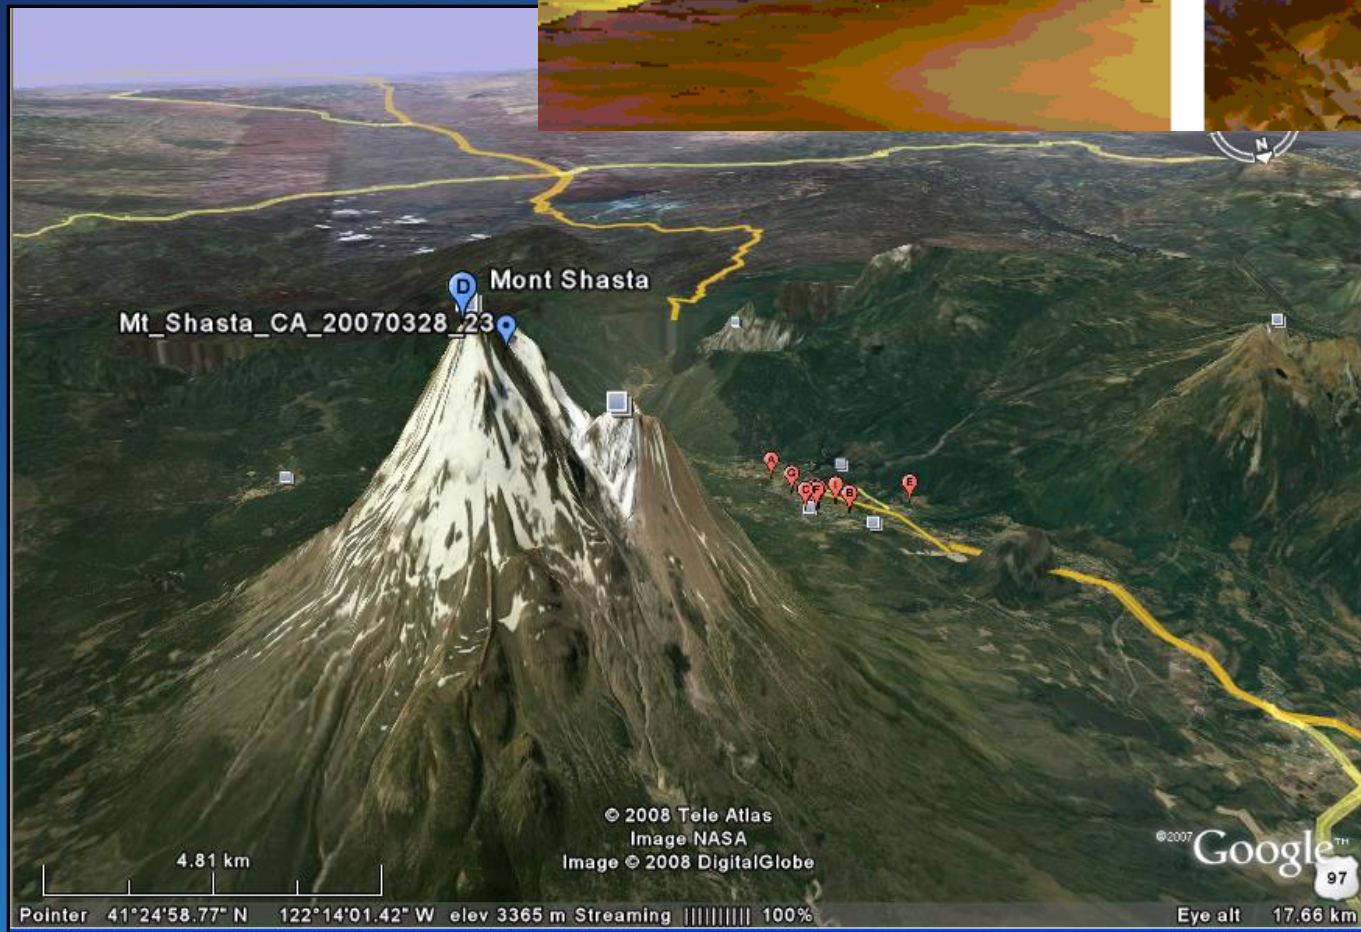 N
D
Mont Shasta
Mt_Shasta_CA_20070328_23
A
G
D F I B
E
© 2008 Tele Atlas
Image NASA
Image © 2008 DigitalGlobe
4.81 km
©2007 Google™
97
Pointer 41°24'58.77" N 122°14'01.42" W elev 3365 m Streaming |||||||||| 100%
Eye alt 17.66 km